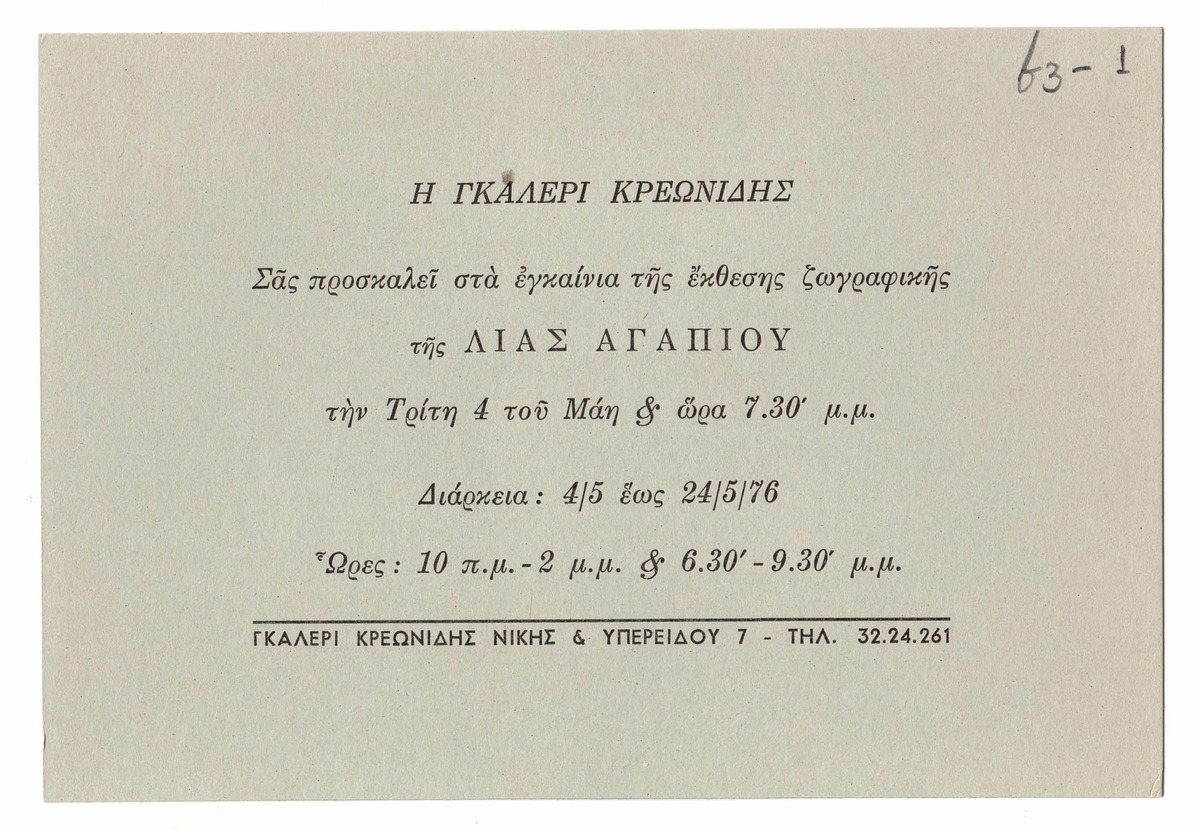 63 - 1
Η ΓΚΑΛΕΡΙ ΚΡΕΩΝΙΔΗΣ
Σᾶς προσκαλεῖ στὰ ἐγκαίνια τῆς ἔκθεσης ζωγραφικῆς
τῆς ΛΙΑΣ ΑΓΑΠΙΟΥ
τὴν Τρίτη 4 τοῦ Μάη & ὥρα 7.30' μ.μ.
Διάρκεια : 4/5 ἕως 24/5/76
Ὧρες : 10 π.μ. - 2 μ.μ. & 6.30' - 9.30' μ.μ.
ΓΚΑΛΕΡΙ ΚΡΕΩΝΙΔΗΣ ΝΙΚΗΣ & ΥΠΕΡΕΙΔΟΥ 7 - ΤΗΛ. 32.24.261